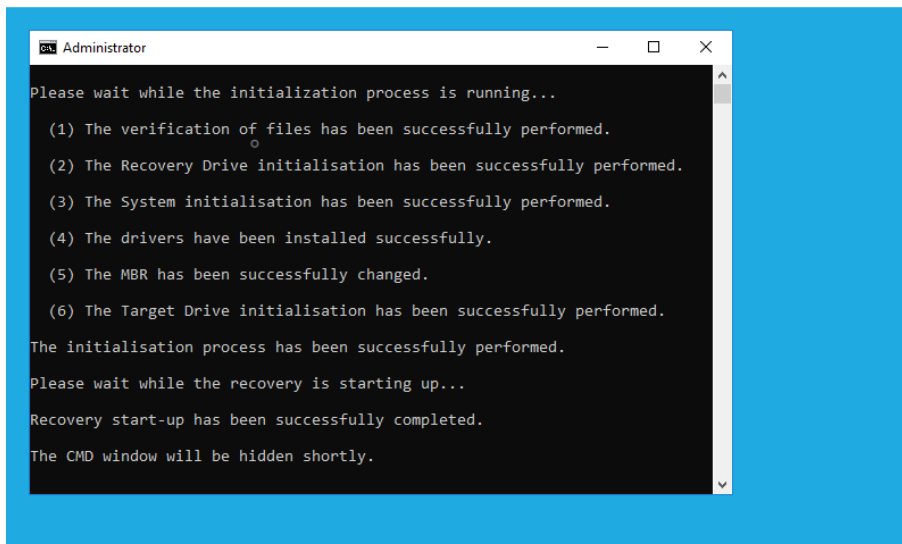 Administrator
Please wait while the initialization process is running...
(1) The verification of files has been successfully performed.
(2) The Recovery Drive initialisation has been successfully performed.
(3) The System initialisation has been successfully performed.
(4) The drivers have been installed successfully.
(5) The MBR has been successfully changed.
(6) The Target Drive initialisation has been successfully performed.
The initialisation process has been successfully performed.
Please wait while the recovery is starting up...
Recovery start-up has been successfully completed.
The CMD window will be hidden shortly.